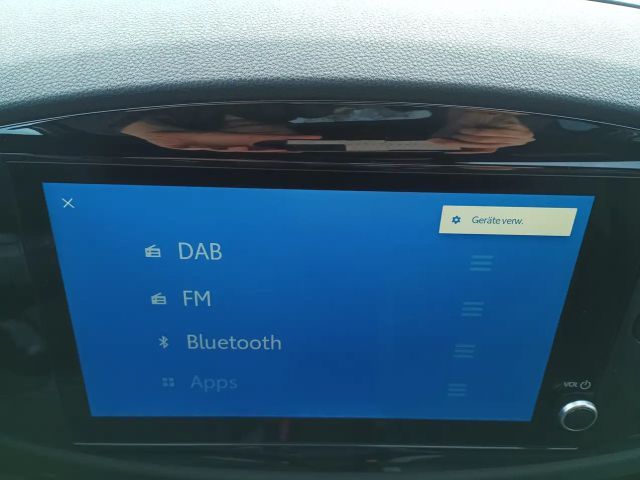 Geräte verw.
DAB
FM
Bluetooth
Apps
VOL